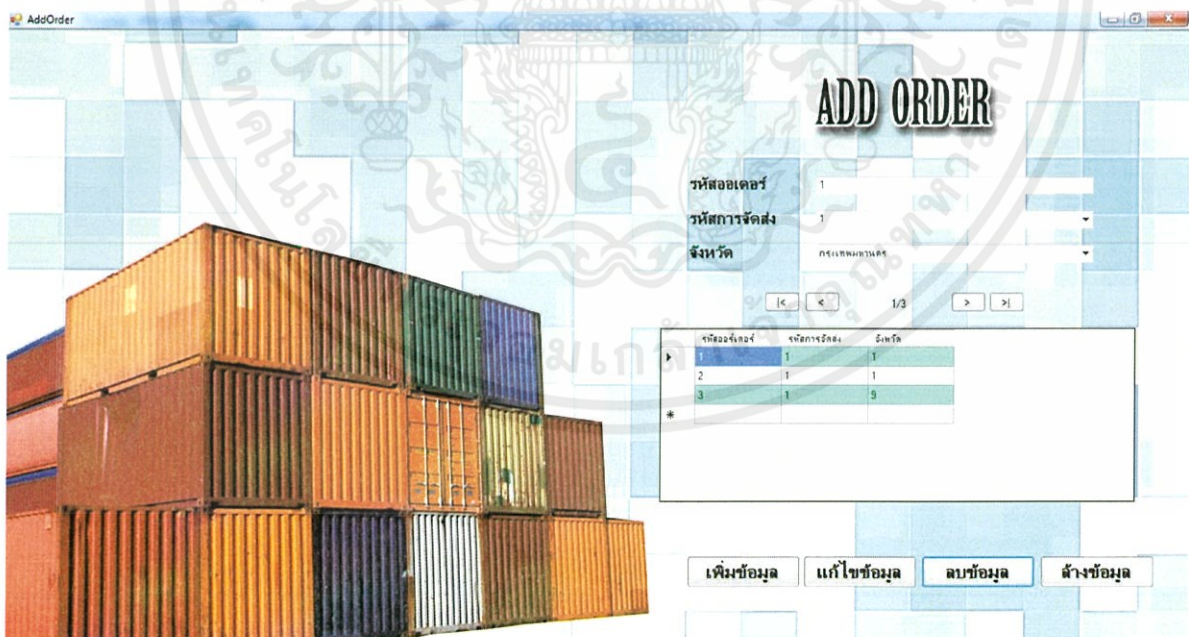 AddOrder
ADD ORDER
รหัสออเดอร์ 1
รหัสการจัดส่ง 1
จังหวัด กรุงเทพมหานคร
|< < 1/3 > >|
รหัสออร์เดอร์ รหัสการจัดส่ง จังหวัด
1 1 1
2 1 1
3 1 9
เพิ่มข้อมูล แก้ไขข้อมูล ลบข้อมูล ล้างข้อมูล